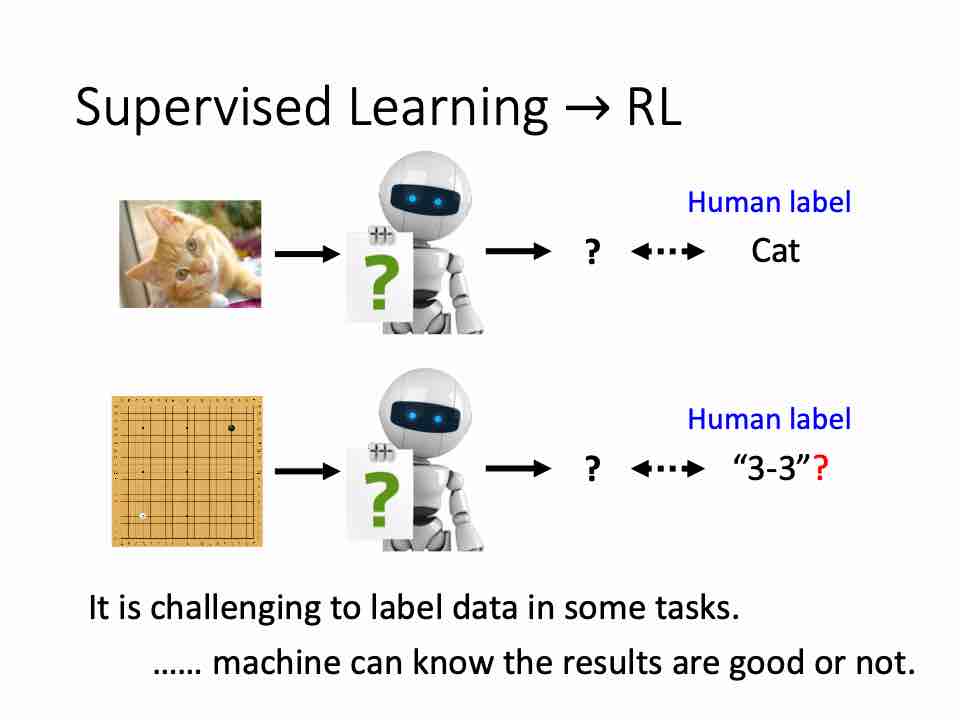 Supervised Learning → RL
Human label
?
?
Cat
Human label
?
?
“3-3”?
It is challenging to label data in some tasks.
…… machine can know the results are good or not.